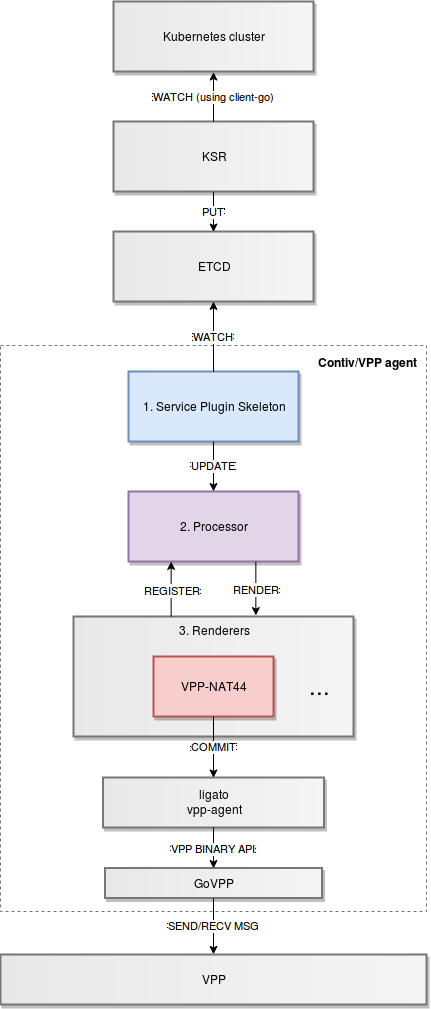 Kubernetes cluster
WATCH (using client-go)
KSR
PUT
ETCD
WATCH
Contiv/VPP agent
1. Service Plugin Skeleton
UPDATE
2. Processor
REGISTER
RENDER
3. Renderers
VPP-NAT44
...
COMMIT
ligato
vpp-agent
VPP BINARY API
GoVPP
SEND/RECV MSG
VPP